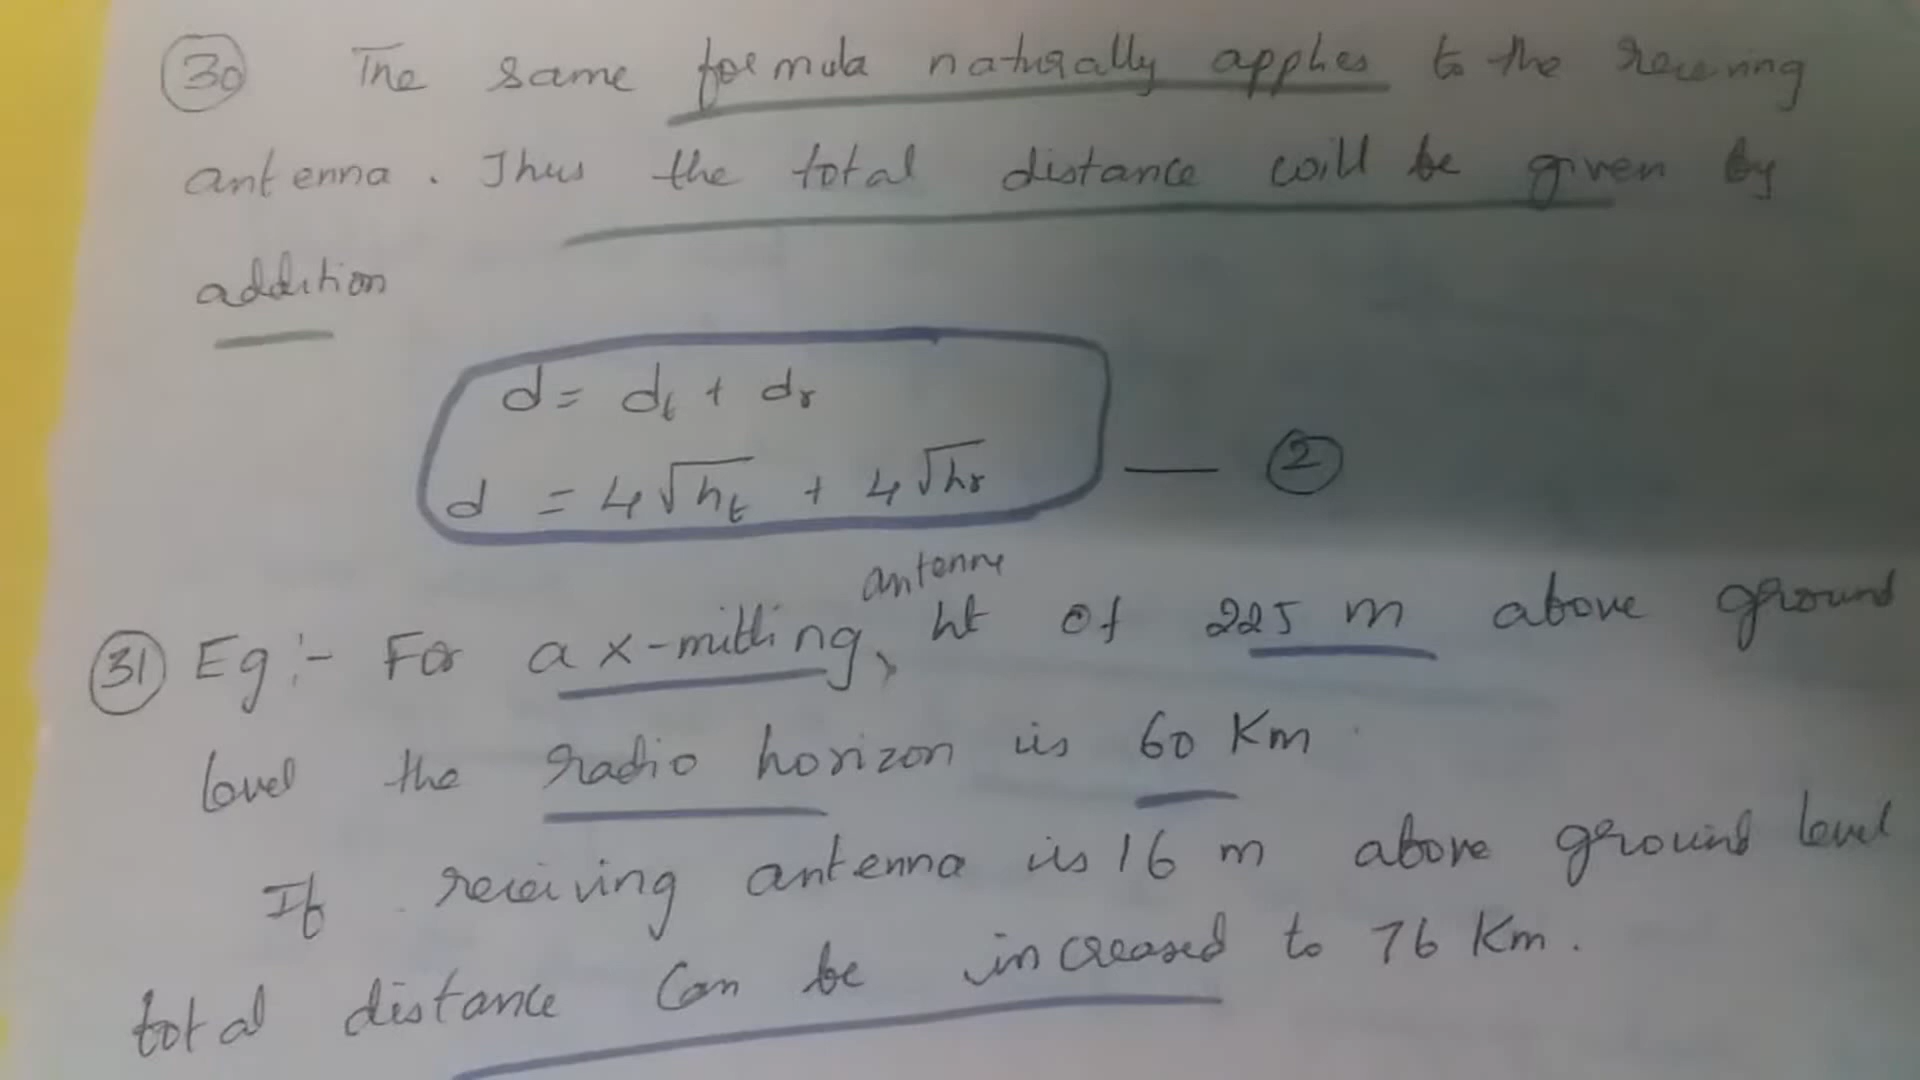 30 The same formula naturally applies to the receiving
antenna. Thus the total distance will be given by
addition
d = dt + dr
d = 4√ht + 4√hr — 2
antenna
31 Eg:- For a x-mitting, ht of 225 m above ground
level the radio horizon is 60 Km.
If receiving antenna is 16 m above ground level
total distance can be increased to 76 Km.